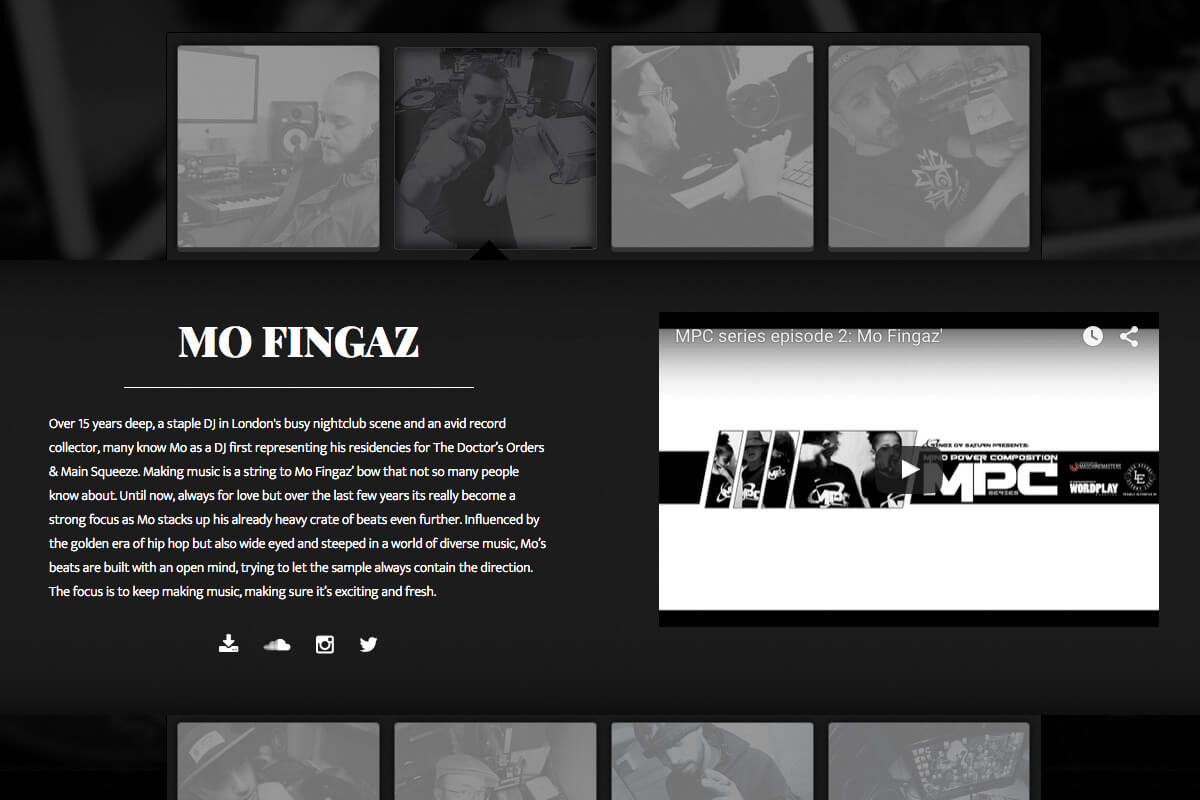 MO FINGAZ
Over 15 years deep, a staple DJ in London's busy nightclub scene and an avid record
collector, many know Mo as a DJ first representing his residencies for The Doctor's Orders
& Main Squeeze. Making music is a string to Mo Fingaz' bow that not so many people
know about. Until now, always for love but over the last few years its really become a
strong focus as Mo stacks up his already heavy crate of beats even further. Influenced by
the golden era of hip hop but also wide eyed and steeped in a world of diverse music, Mo's
beats are built with an open mind, trying to let the sample always contain the direction.
The focus is to keep making music, making sure it's exciting and fresh.
MPC series episode 2: Mo Fingaz'
MIND POWER COMPOSITION
MPC
SERIES
MASCHINEMASTERS
WORDPLAY
LE